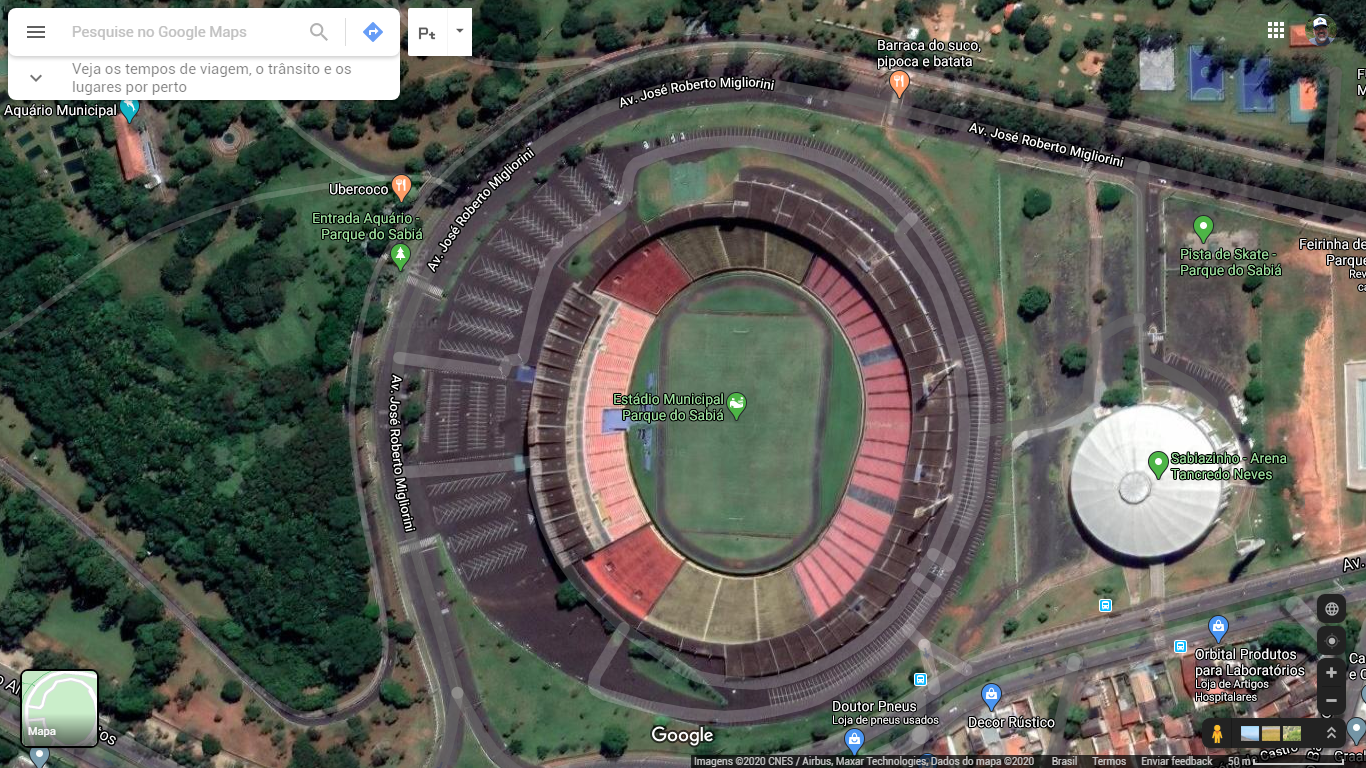 Pesquise no Google Maps
Veja os tempos de viagem, o trânsito e os
lugares por perto
Aquário Municipal
Barraca do suco,
pipoca e batata
Av. José Roberto Migliorini
Av. José Roberto Migliorini
Av. José Roberto Migliorini
Ubercoco
Entrada Aquário -
Parque do Sabiá
Pista de Skate -
Parque do Sabiá
Feirinha de
Parque
Av. José Roberto Migliorini
Estádio Municipal
Parque do Sabiá
Google
Sabiazinho - Arena
Tancredo Neves
Av.
Orbital Produtos
para Laboratórios
Loja de Artigos
Hospitalares
Doutor Pneus
Loja de pneus usados
Decor Rústico
Mapa
Google
Castro
Imagens ©2020 CNES / Airbus, Maxar Technologies, Dados do mapa ©2020
Brasil
Termos
Enviar feedback
50 m